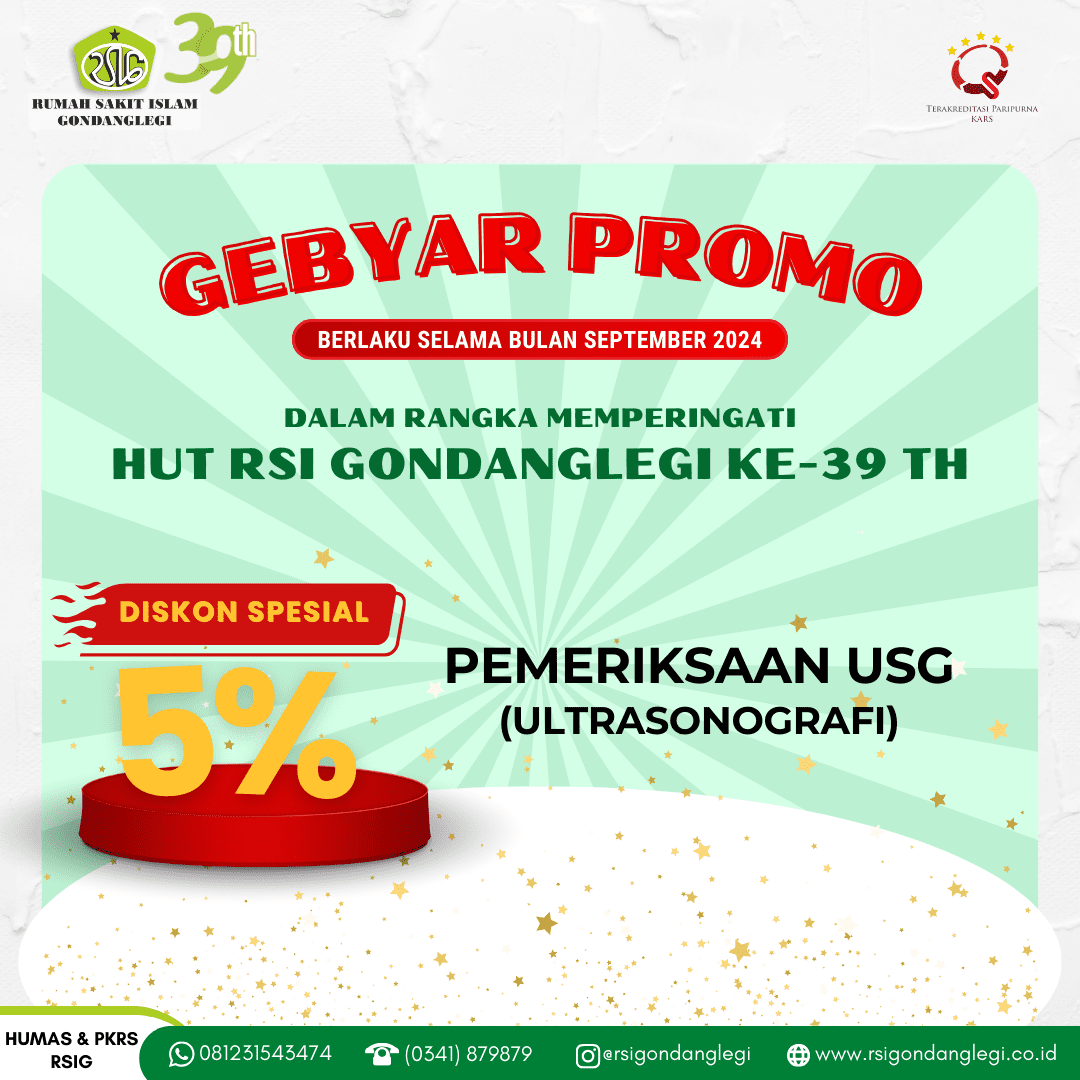 39th
RSIG
RUMAH SAKIT ISLAM
GONDANGLEGI
TERAKREDITASI PARIPURNA
KARS
GEBYAR PROMO
BERLAKU SELAMA BULAN SEPTEMBER 2024
DALAM RANGKA MEMPERINGATI
HUT RSI GONDANGLEGI KE-39 TH
DISKON SPESIAL
5%
PEMERIKSAAN USG
(ULTRASONOGRAFI)
HUMAS & PKRS
RSIG
081231543474
(0341) 879879
@rsigondanglegi
www.rsigondanglegi.co.id